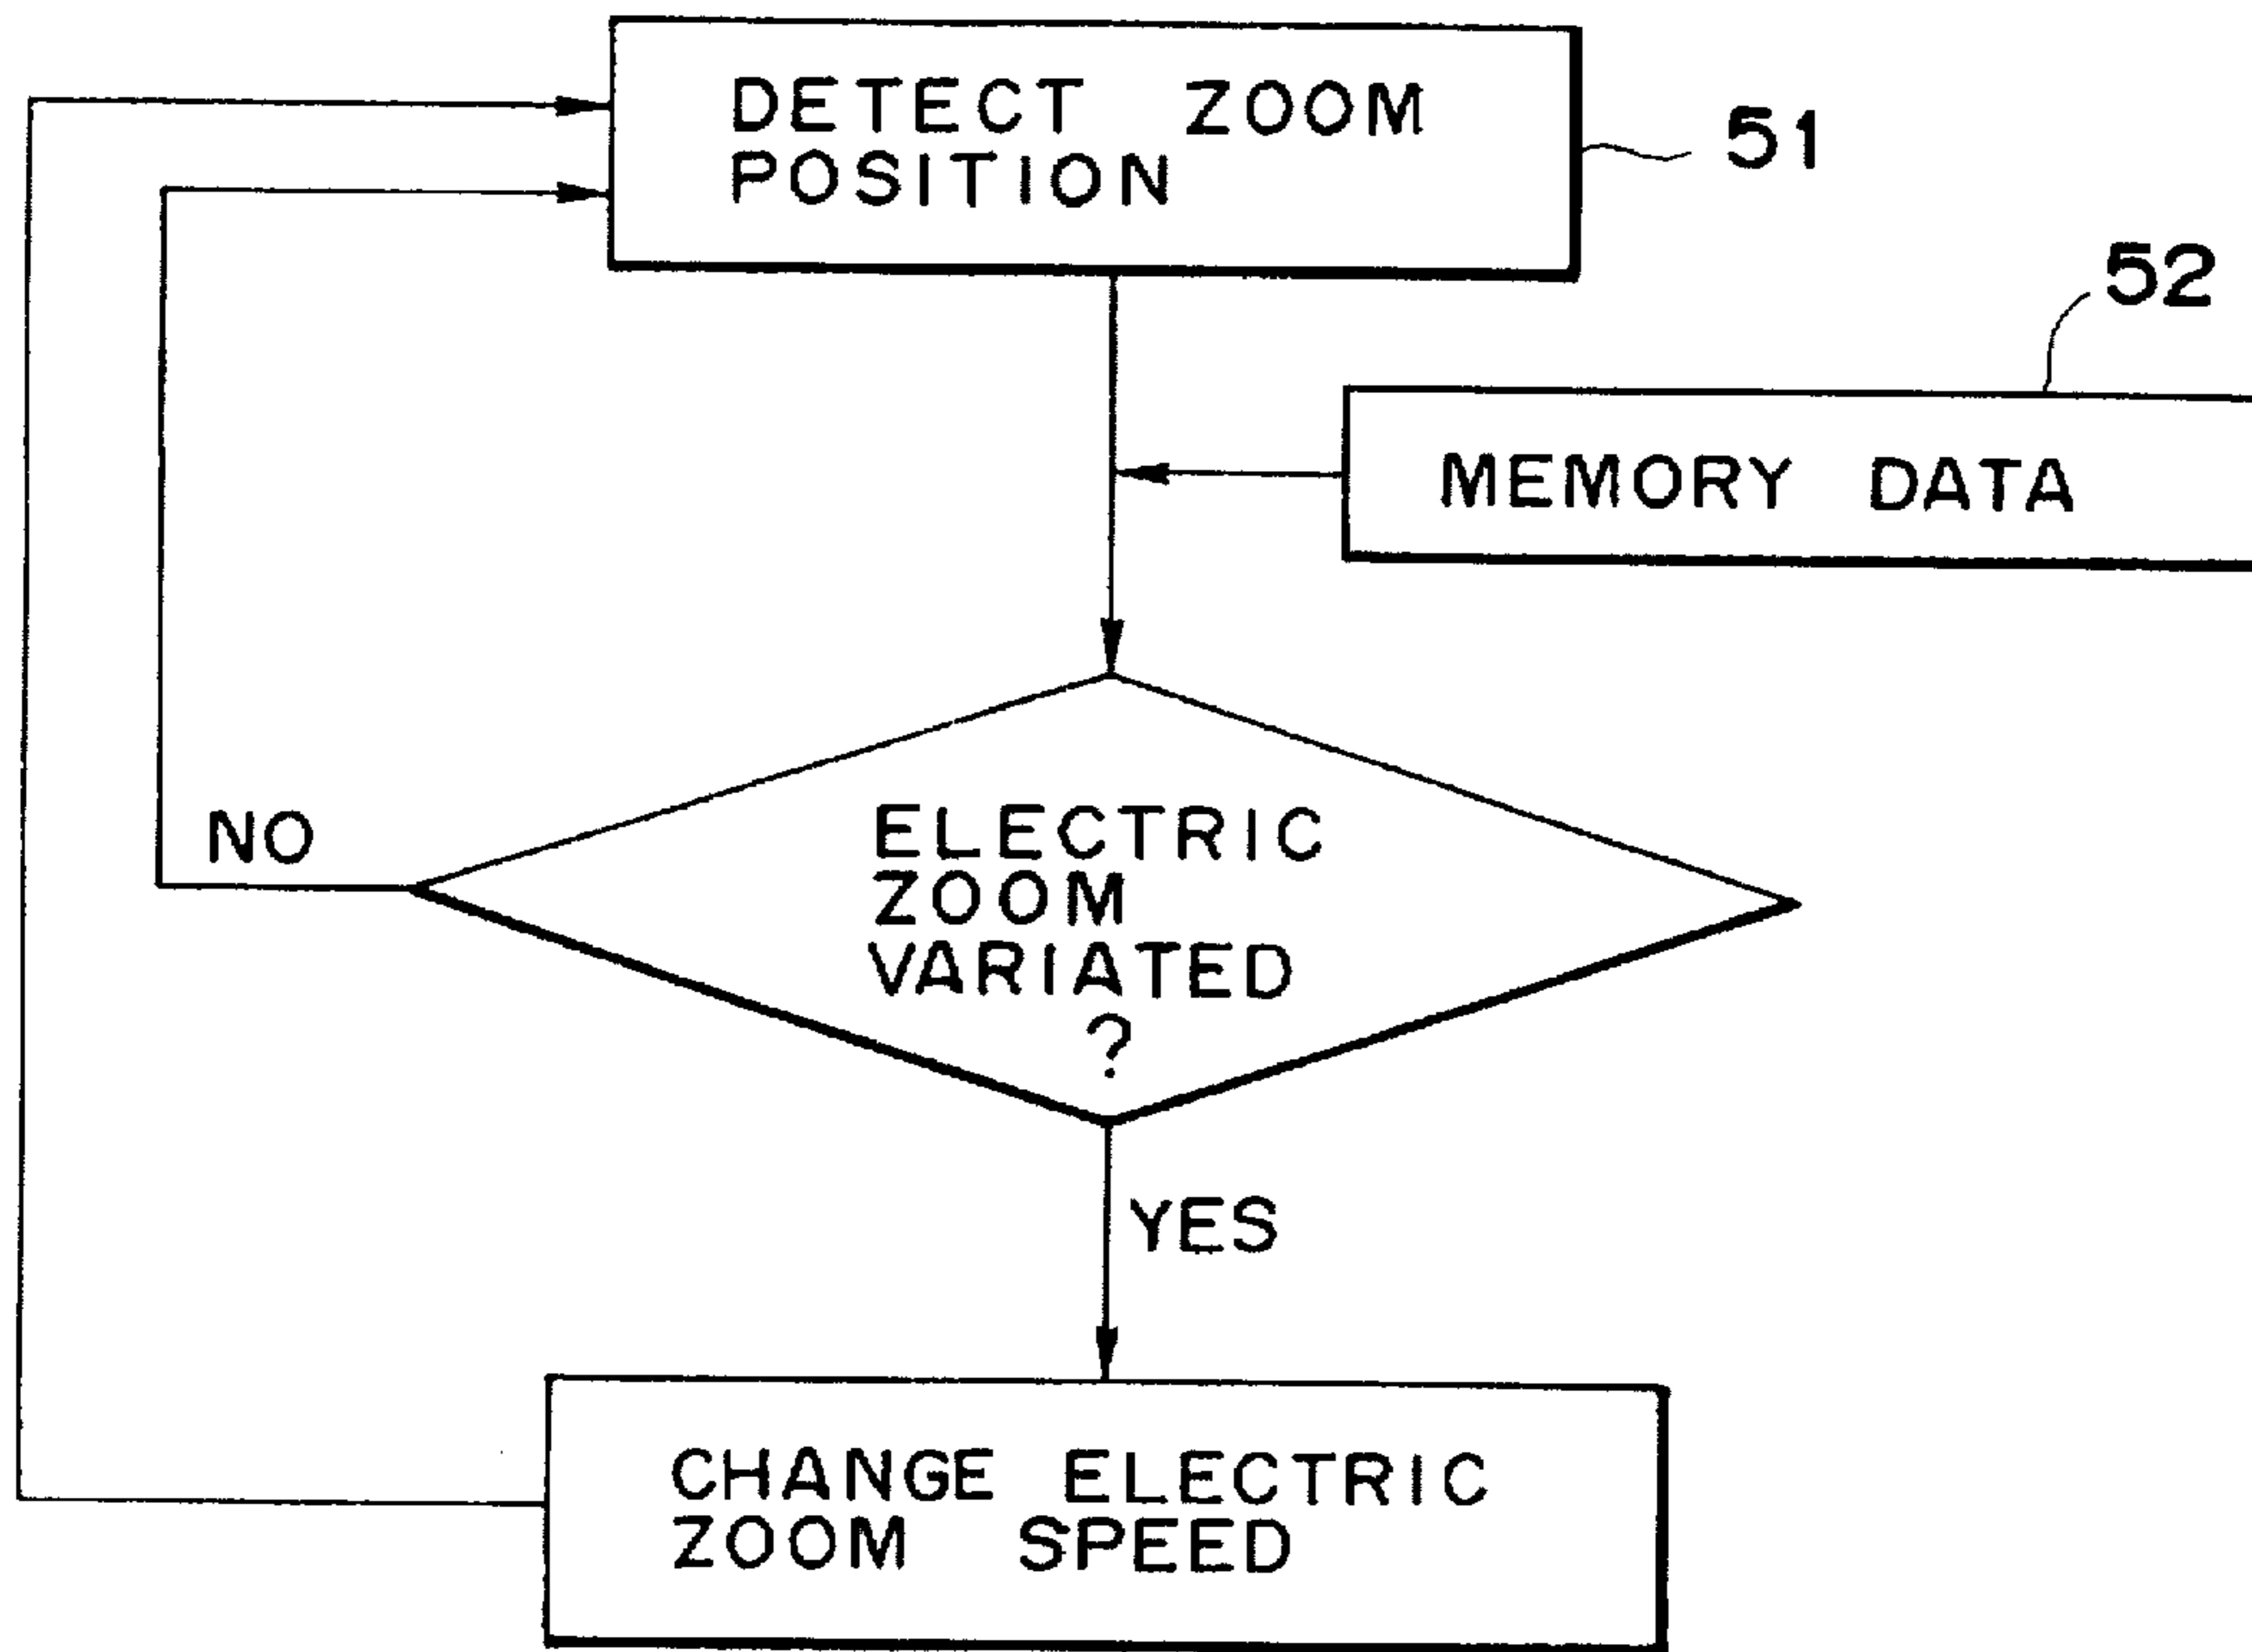 DETECT ZOOM
POSITION
51
52
MEMORY DATA
NO
ELECTRIC
ZOOM
VARIATED
?
YES
CHANGE ELECTRIC
ZOOM SPEED